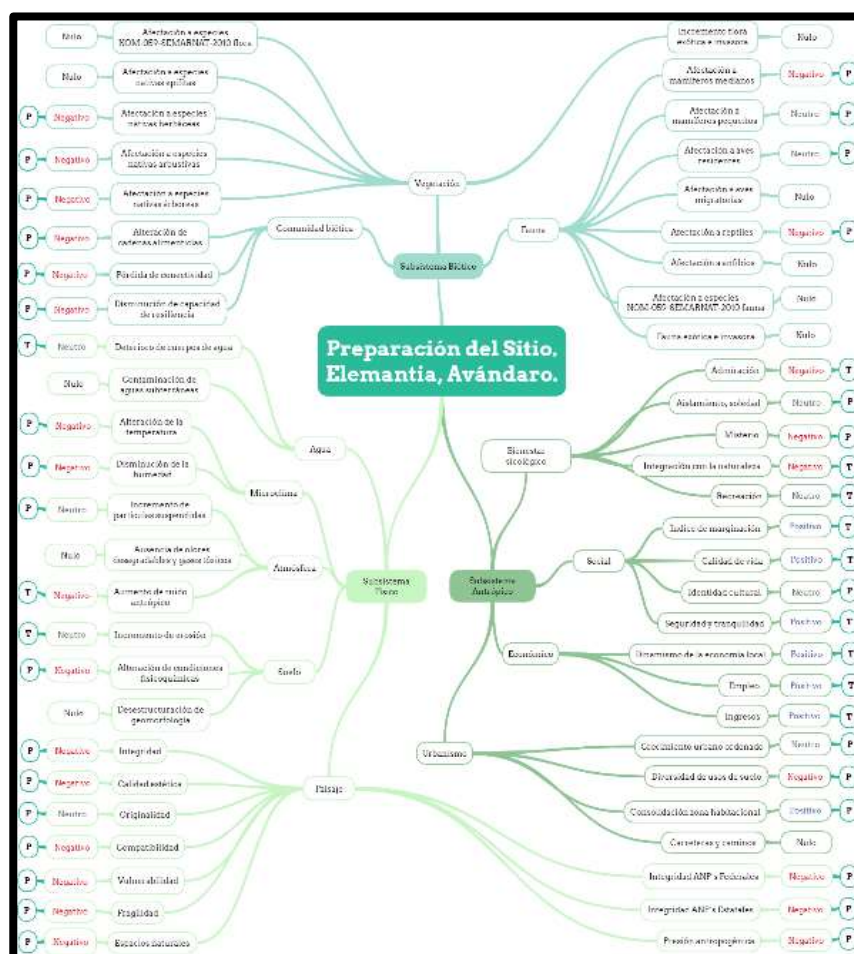 Preparación del Sitio.
Elemantía, Avándaro.
Subsistema Biótico
Vegetación
Nulo
Afectación a especies
NOM-059-SEMARNAT-2010 flora
Nulo
Afectación a especies
nativas epífitas
P
Negativo
Afectación a especies
nativas herbáceas
P
Negativo
Afectación a especies
nativas arbustivas
P
Negativo
Afectación a especies
nativas arbóreas
Incremento flora
exótica e invasora
Nulo
Comunidad biótica
P
Negativo
Alteración de
cadenas alimenticias
P
Negativo
Pérdida de conectividad
P
Negativo
Disminución de capacidad
de resiliencia
Fauna
Afectación a
mamíferos medianos
Negativo
P
Afectación a
mamíferos pequeños
Neutro
P
Afectación a aves
residentes
Neutro
P
Afectación a aves
migratorias
Nulo
Afectación a reptiles
Negativo
P
Afectación a anfibios
Nulo
Afectación a especies
NOM-059-SEMARNAT-2010 fauna
Nulo
Fauna exótica e invasora
Nulo
Subsistema
Físico
Agua
T
Neutro
Deterioro de cuerpos de agua
Nulo
Contaminación de
aguas subterráneas
Microclima
P
Negativo
Alteración de la
temperatura
P
Negativo
Disminución de la
humedad
Atmósfera
P
Neutro
Incremento de
partículas suspendidas
Nulo
Ausencia de olores
desagradables y gases tóxicos
T
Negativo
Aumento de ruido
antrópico
Suelo
T
Neutro
Incremento de erosión
P
Negativo
Alteración de condiciones
fisicoquímicas
Nulo
Desestructuración de
geomorfología
Paisaje
P
Negativo
Integridad
P
Negativo
Calidad estética
P
Neutro
Originalidad
P
Negativo
Compatibilidad
P
Negativo
Vulnerabilidad
P
Negativo
Fragilidad
P
Negativo
Espacios naturales
Integridad ANP's Federales
Negativo
P
Integridad ANP's Estatales
Negativo
P
Presión antropogénica
Negativo
P
Subsistema
Antrópico
Bienestar
sicológico
Admiración
Negativo
T
Aislamiento, soledad
Neutro
P
Misterio
Negativo
P
Integración con la naturaleza
Negativo
T
Recreación
Neutro
T
Social
Indice de marginación
Positivo
T
Calidad de vida
Positivo
T
Identidad cultural
Neutro
P
Seguridad y tranquilidad
Positivo
T
Económico
Dinamismo de la economía local
Positivo
T
Empleo
Positivo
T
Ingresos
Positivo
T
Urbanismo
Crecimiento urbano ordenado
Neutro
P
Diversidad de usos de suelo
Negativo
P
Consolidación zona habitacional
Positivo
P
Carreteras y caminos
Nulo